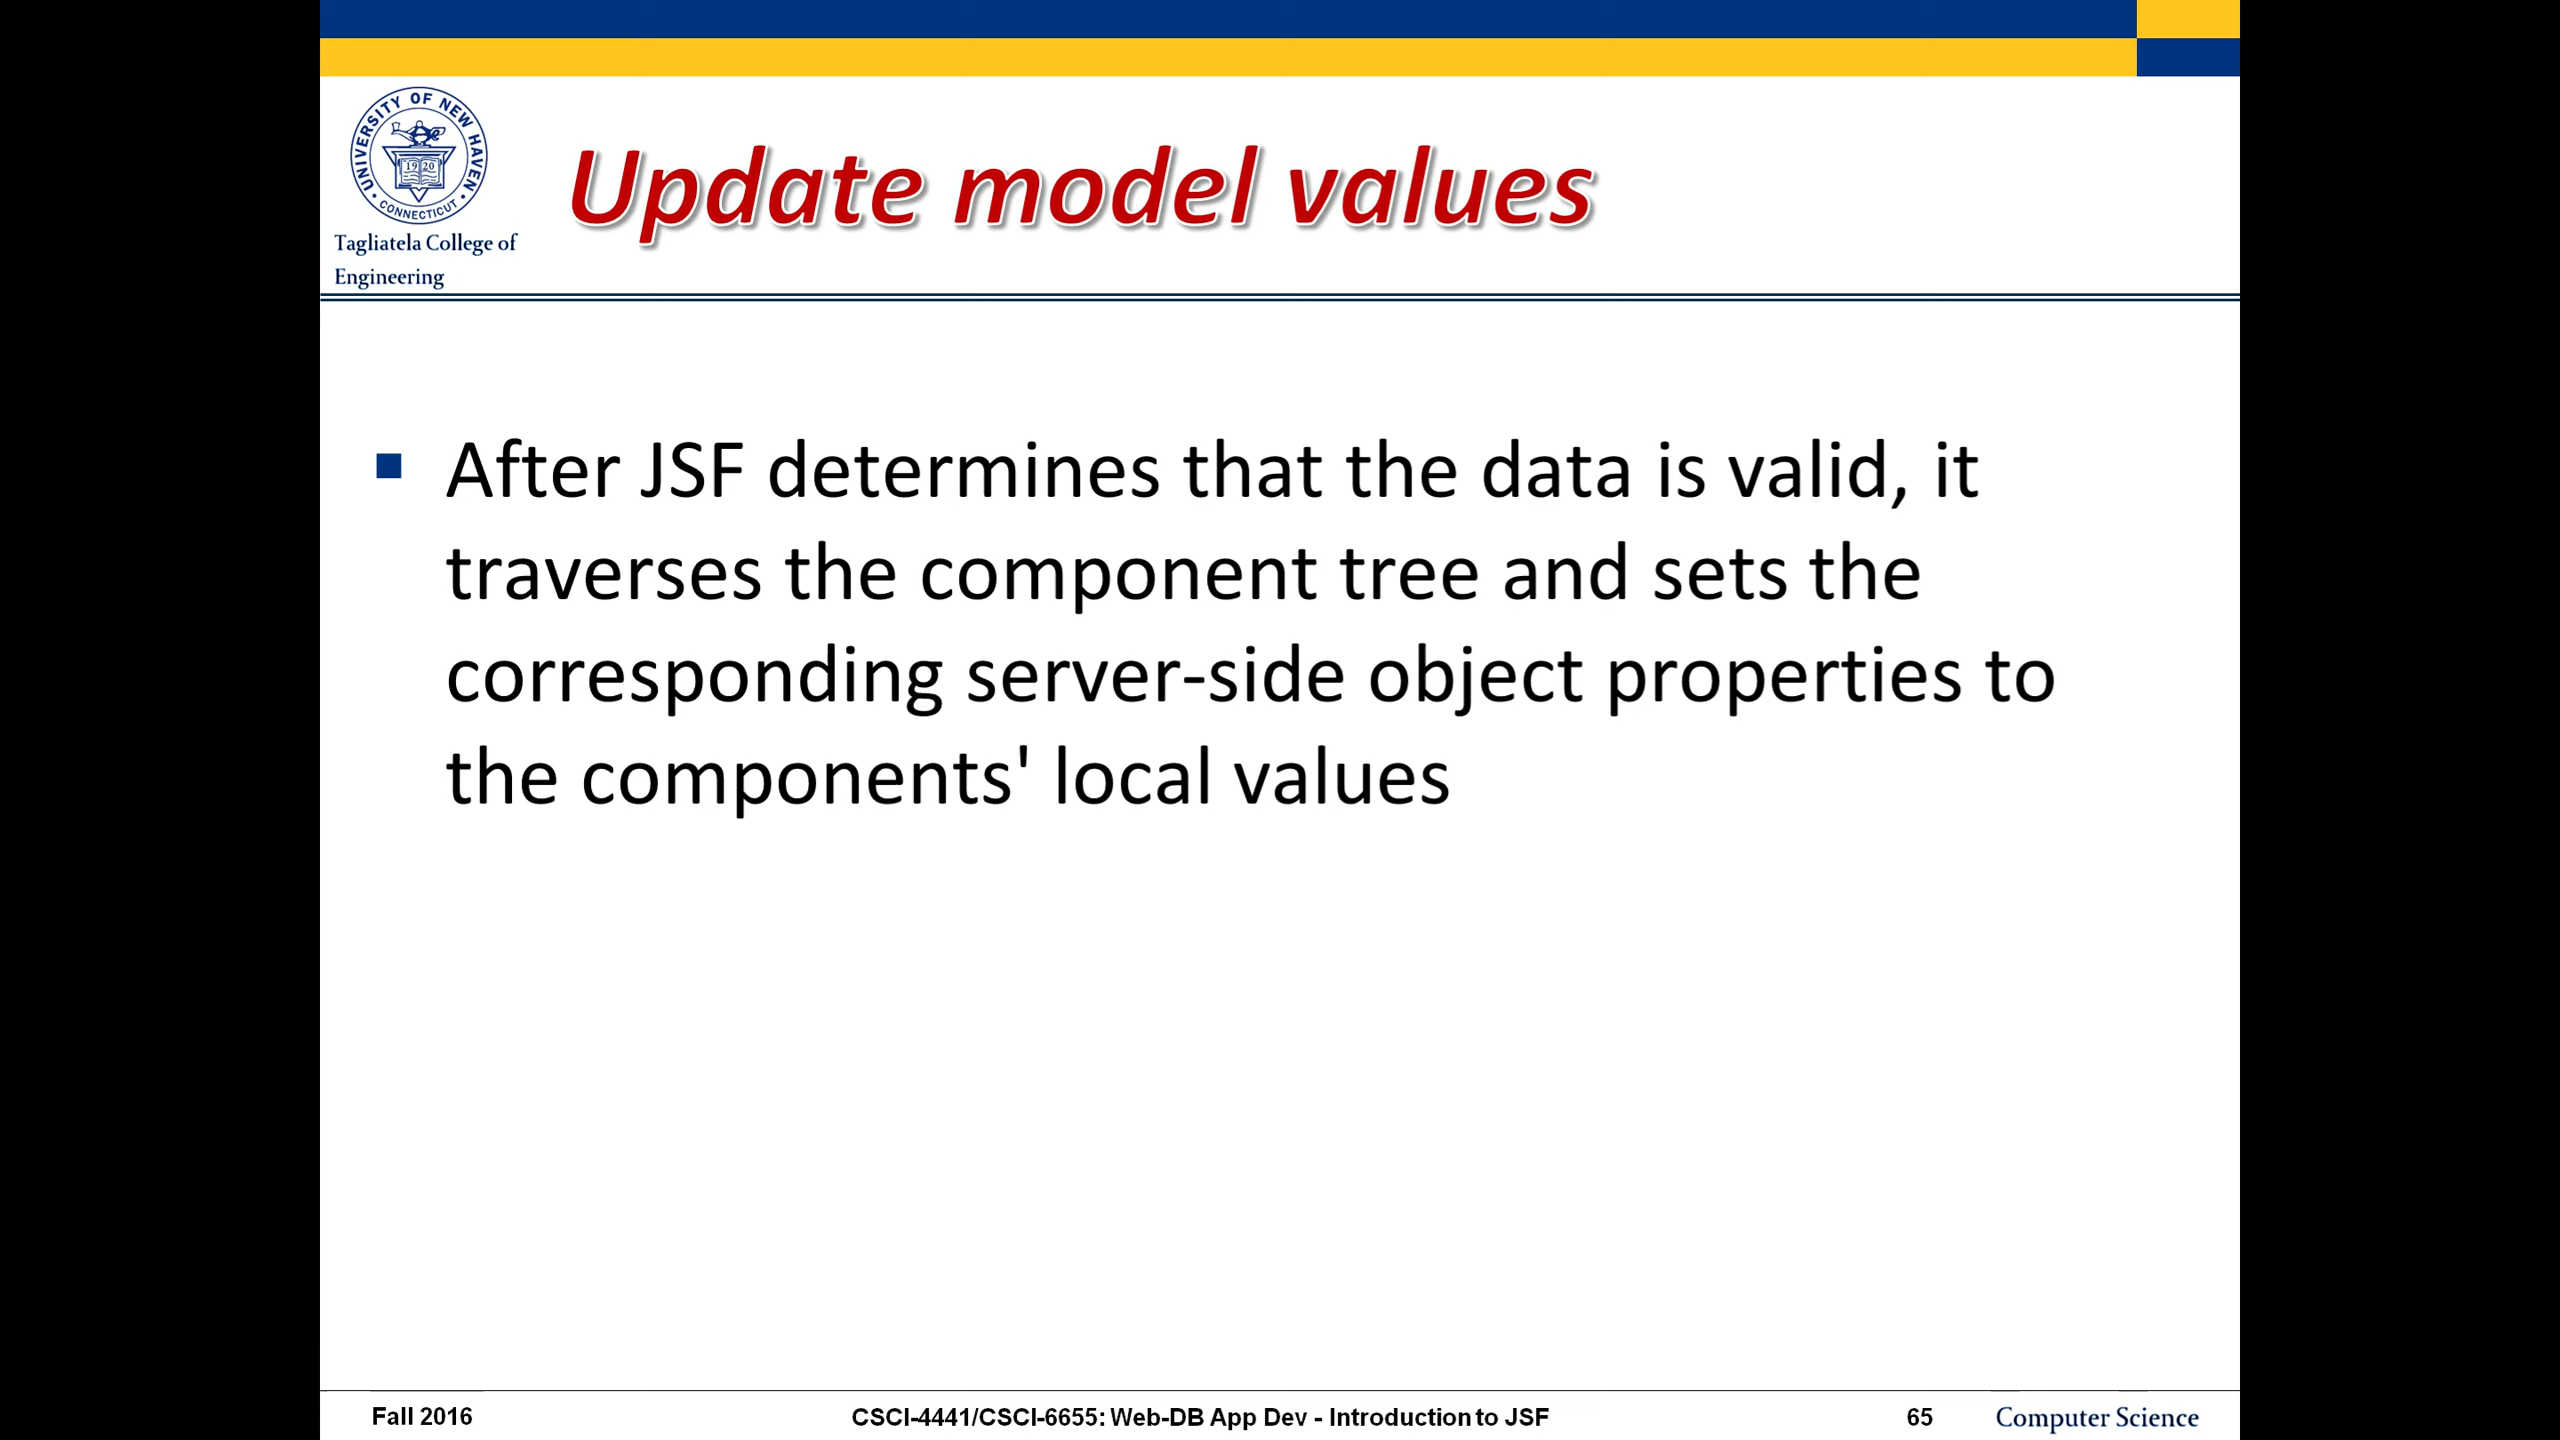 UNIVERSITY OF NEW HAVEN
1920
CONNECTICUT
Tagliatela College of
Engineering
Update model values
After JSF determines that the data is valid, it
traverses the component tree and sets the
corresponding server-side object properties to
the components' local values
Fall 2016
CSCI-4441/CSCI-6655: Web-DB App Dev - Introduction to JSF
65
Computer Science